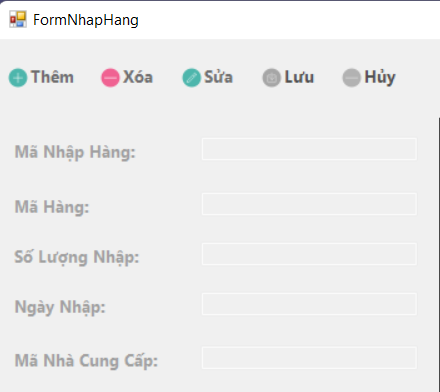 FormNhapHang
Thêm Xóa Sửa Lưu Hủy
Mã Nhập Hàng:
Mã Hàng:
Số Lượng Nhập:
Ngày Nhập:
Mã Nhà Cung Cấp: